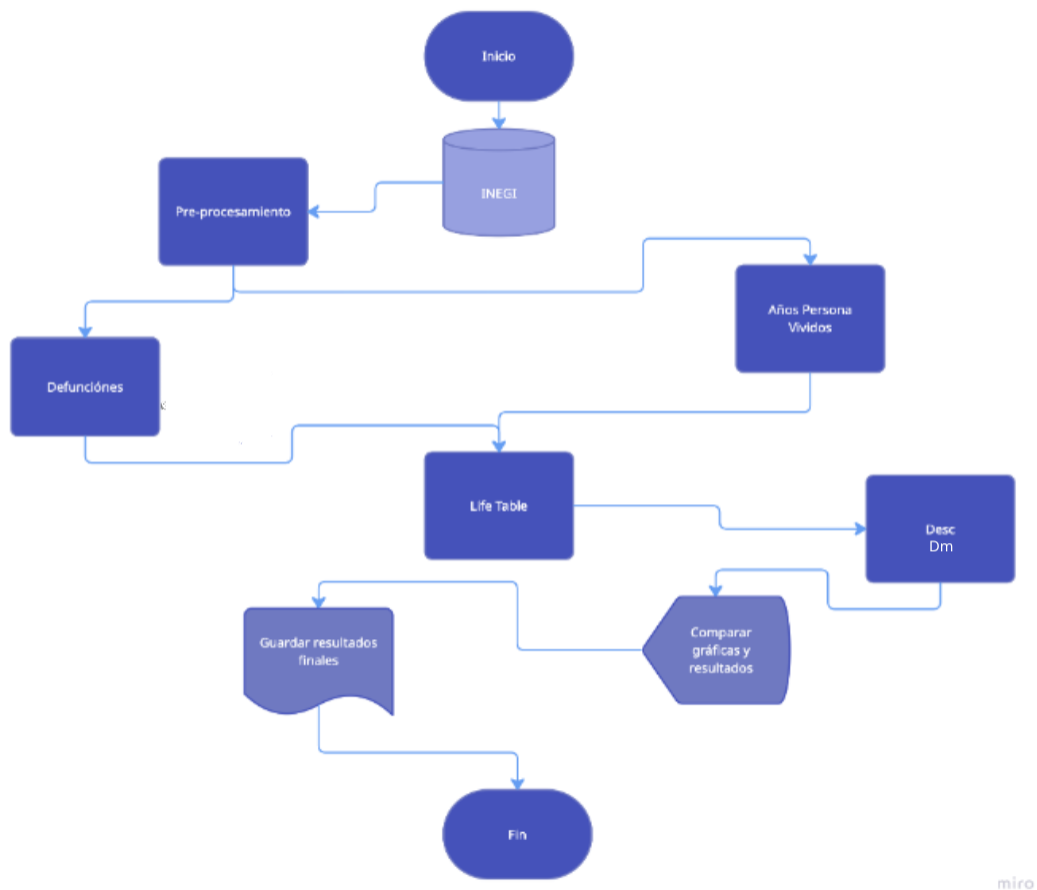 Inicio
INEGI
Pre-procesamiento
Años Persona
Vividos
Defunciónes
Life Table
Desc
Dm
Comparar
gráficas y
resultados
Guardar resultados
finales
Fin
miro